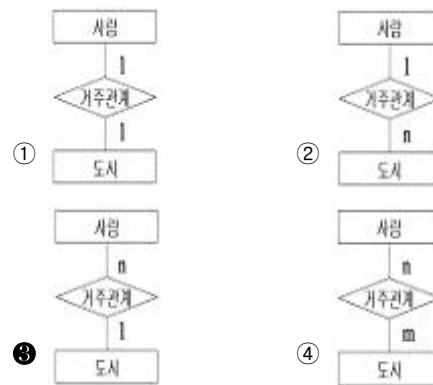 사람 사람
1 1
거주관계 거주관계
1 n
① 도시 ② 도시
사람 사람
n n
거주관계 거주관계
1 m
❸ 도시 ④ 도시